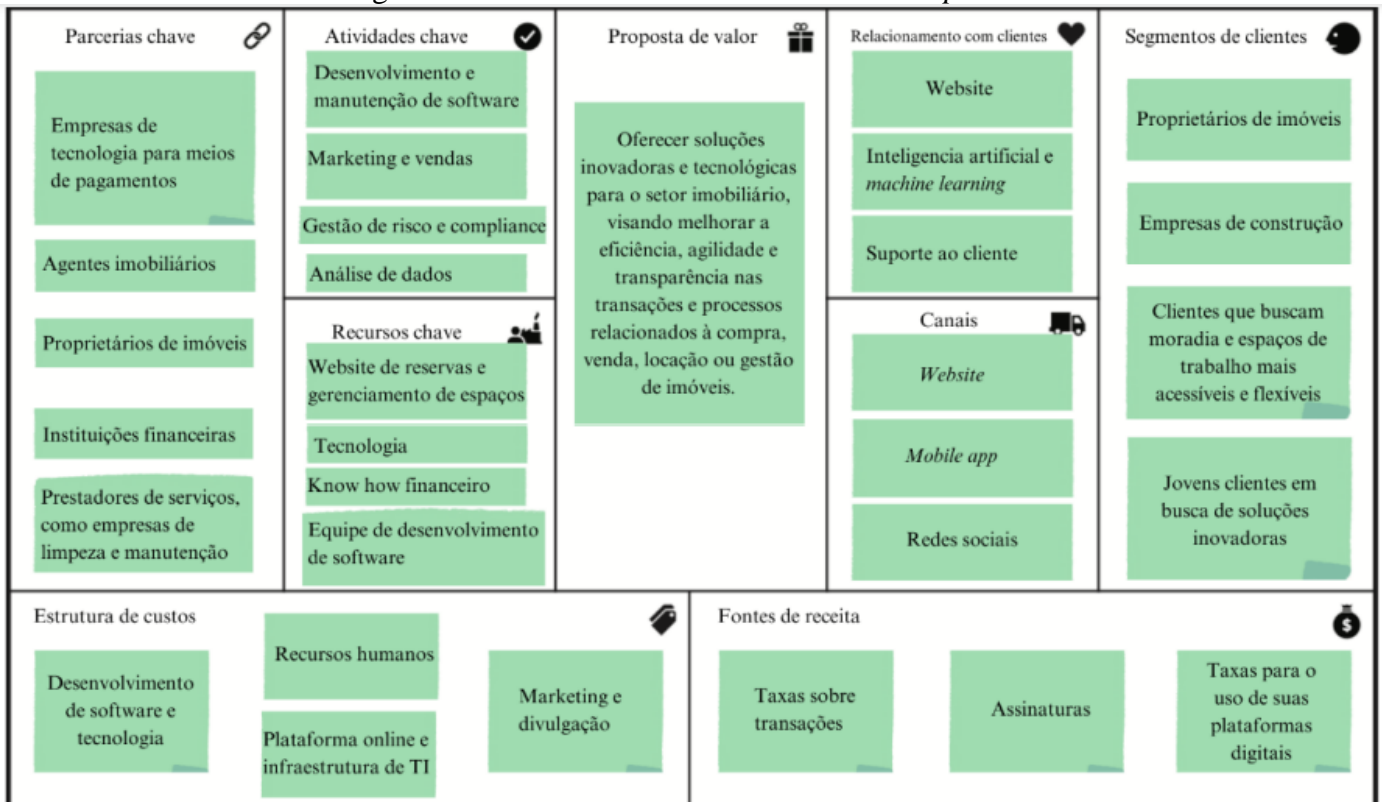 Parcerias chave
Empresas de
tecnologia para meios
de pagamentos
Agentes imobiliários
Proprietários de imóveis
Instituições financeiras
Prestadores de serviços,
como empresas de
limpeza e manutenção
Atividades chave
Desenvolvimento e
manutenção de software
Marketing e vendas
Gestão de risco e compliance
Análise de dados
Recursos chave
Website de reservas e
gerenciamento de espaços
Tecnologia
Know how financeiro
Equipe de desenvolvimento
de software
Proposta de valor
Oferecer soluções
inovadoras e tecnológicas
para o setor imobiliário,
visando melhorar a
eficiência, agilidade e
transparência nas
transações e processos
relacionados à compra,
venda, locação ou gestão
de imóveis.
Relacionamento com clientes
Website
Inteligencia artificial e
machine learning
Suporte ao cliente
Canais
Website
Mobile app
Redes sociais
Segmentos de clientes
Proprietários de imóveis
Empresas de construção
Clientes que buscam
moradia e espaços de
trabalho mais
acessíveis e flexíveis
Jovens clientes em
busca de soluções
inovadoras
Estrutura de custos
Desenvolvimento
de software e
tecnologia
Recursos humanos
Plataforma online e
infraestrutura de TI
Marketing e
divulgação
Fontes de receita
$
Taxas sobre
transações
Assinaturas
Taxas para o
uso de suas
plataformas
digitais